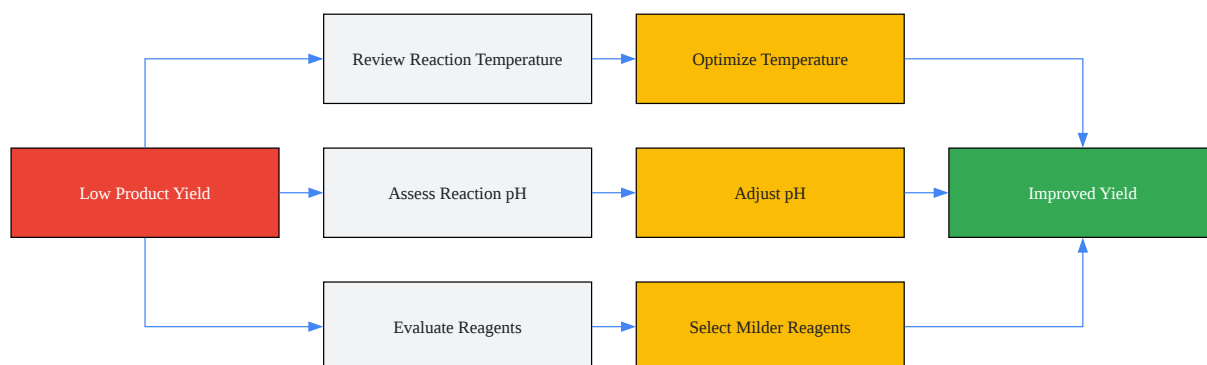 Review Reaction Temperature
Optimize Temperature
Low Product Yield
Assess Reaction pH
Adjust pH
Improved Yield
Evaluate Reagents
Select Milder Reagents